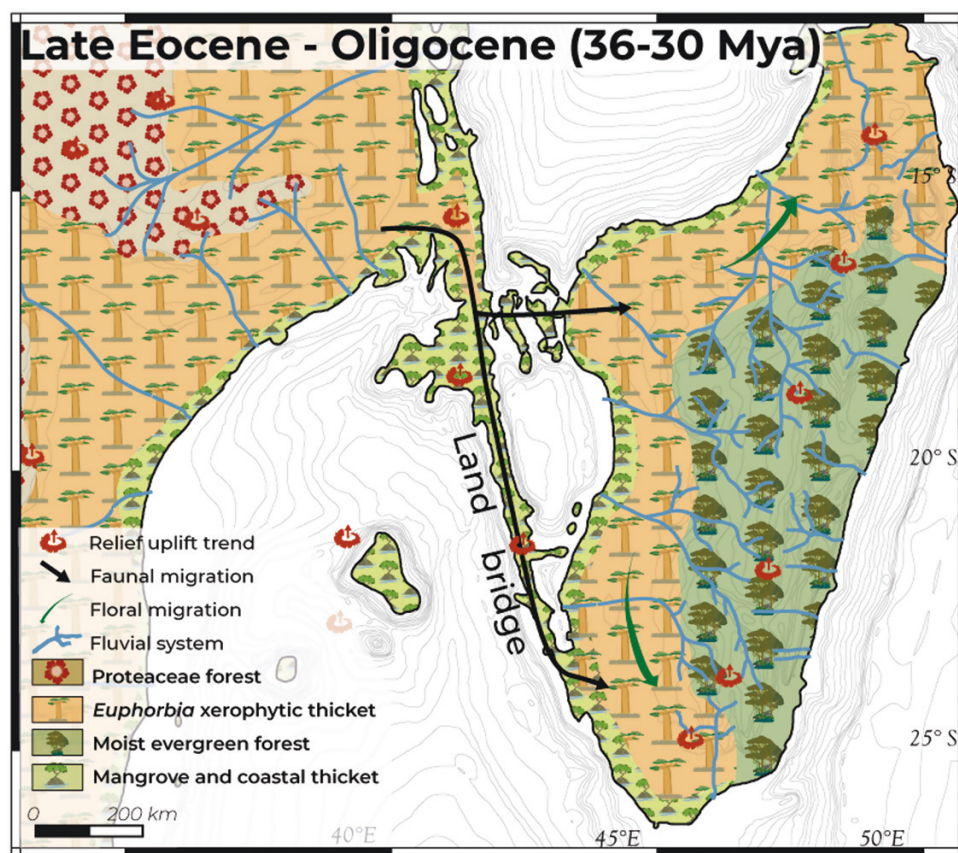 Late Eocene - Oligocene (36-30 Mya)
15° S
20° S
Land
bridge
Relief uplift trend
Faunal migration
Floral migration
Fluvial system
Proteaceae forest
Euphorbia xerophytic thicket
Moist evergreen forest
25° S
Mangrove and coastal thicket
0 200 km
40°E
45°E
50°E